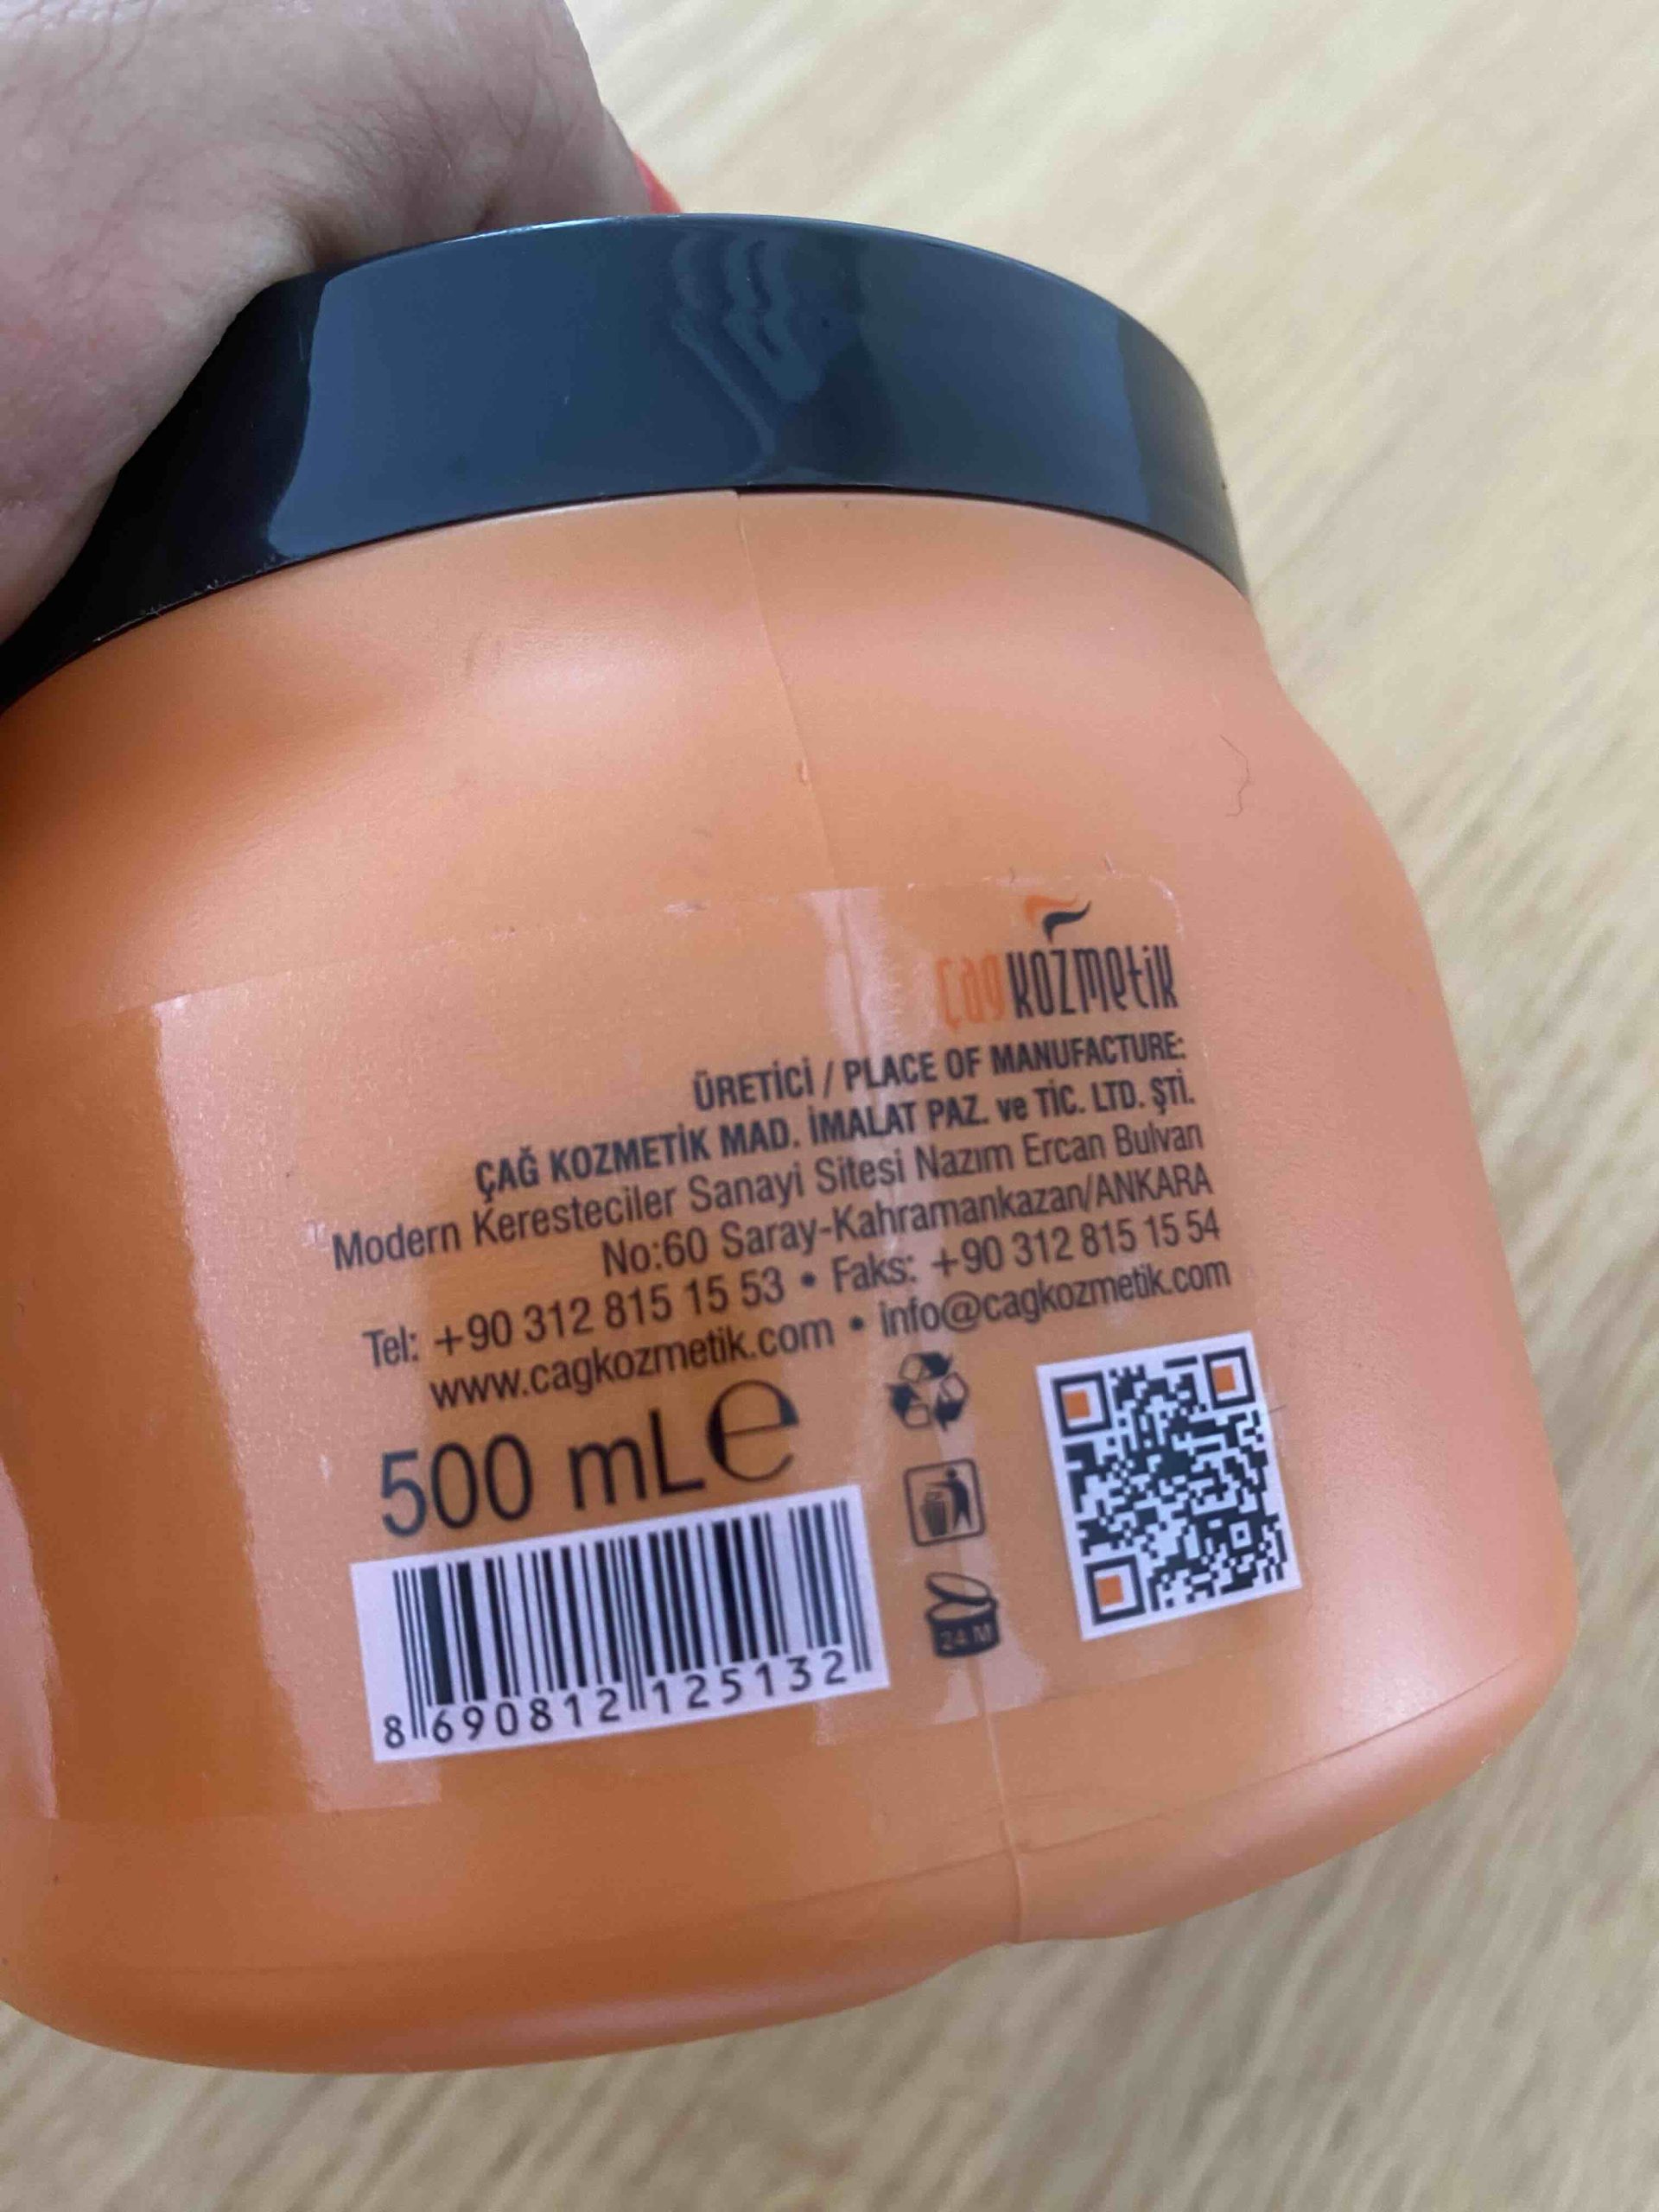 çağkozmetik
ÜRETİCİ / PLACE OF MANUFACTURE:
ÇAĞ KOZMETİK MAD. İMALAT PAZ. ve TİC. LTD. ŞTİ.
Modern Keresteciler Sanayi Sitesi Nazım Ercan Bulvarı
No:60 Saray-Kahramankazan/ANKARA
Tel: +90 312 815 15 53 • Faks: +90 312 815 15 54
www.cagkozmetik.com • info@cagkozmetik.com
500 mL e
24 M
8 690812 125132